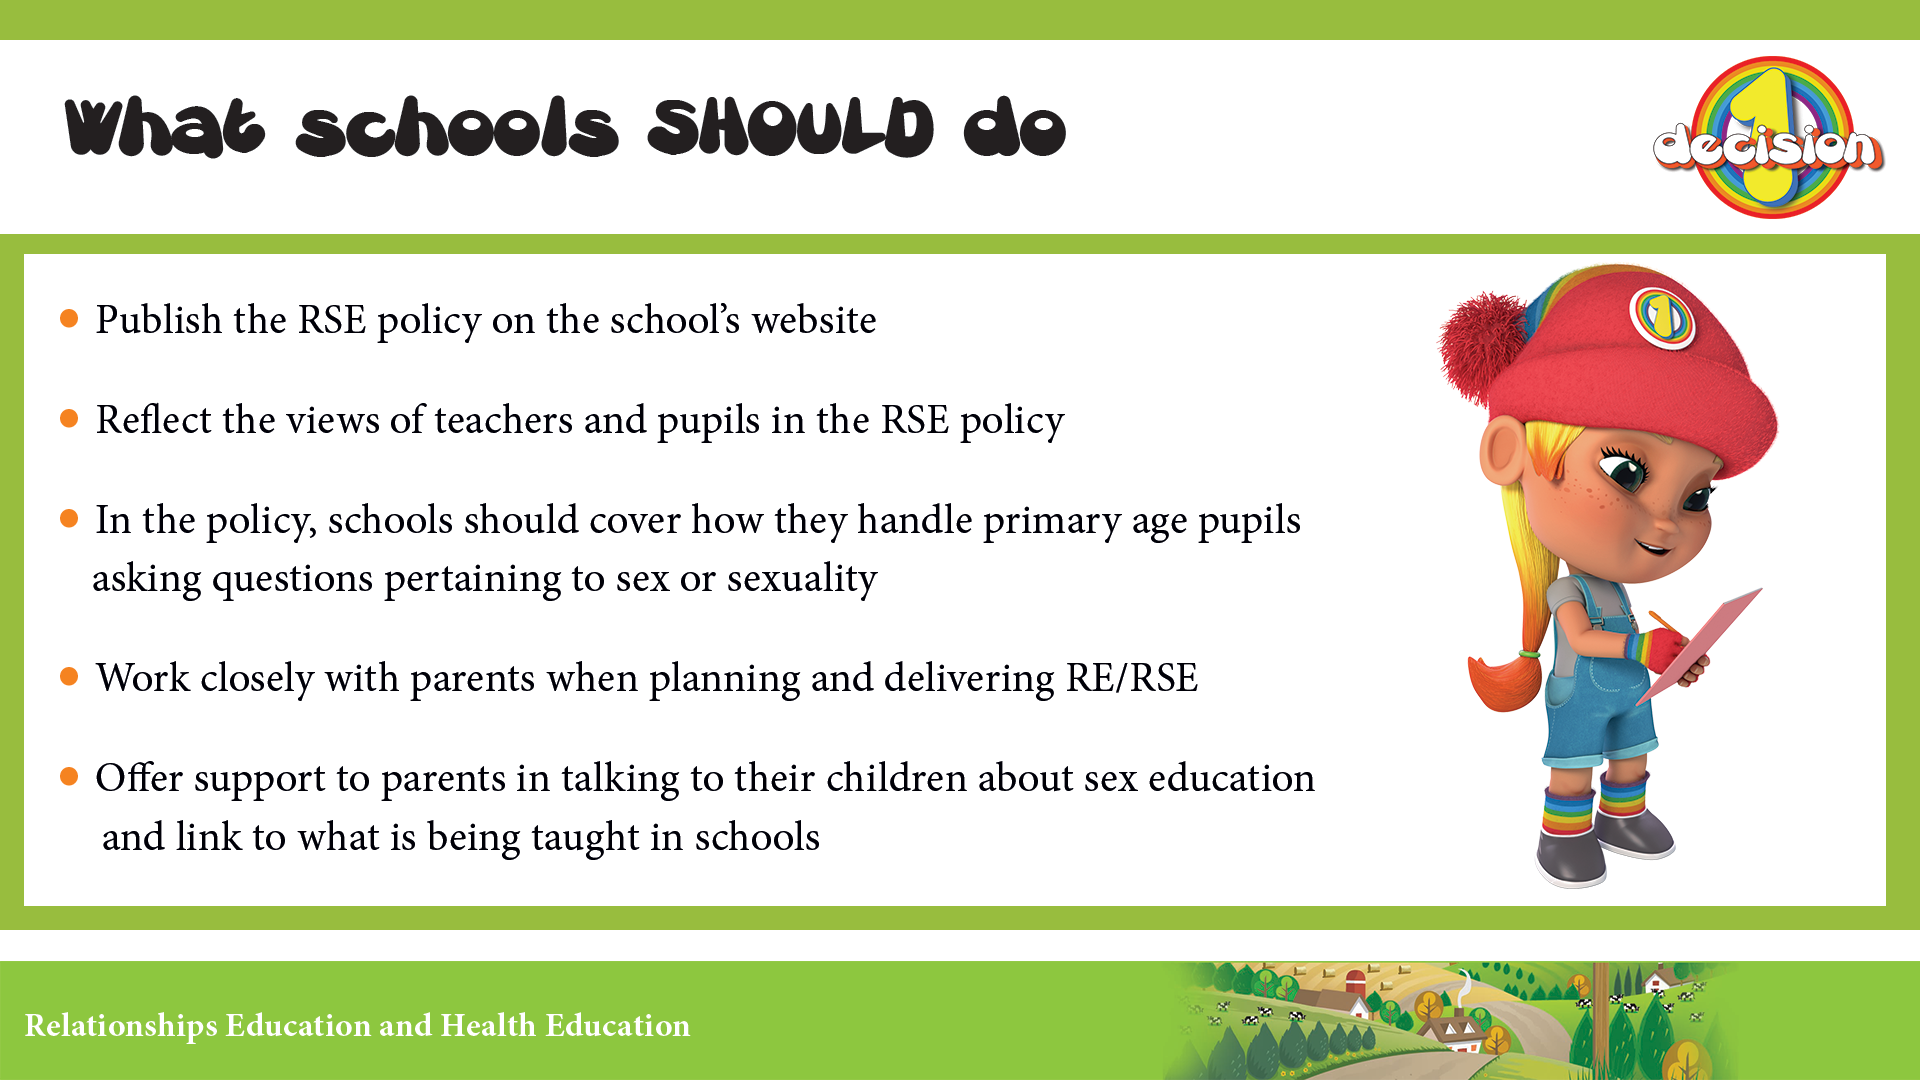 What schools SHOULD do
1
decision
• Publish the RSE policy on the school’s website
• Reflect the views of teachers and pupils in the RSE policy
• In the policy, schools should cover how they handle primary age pupils
asking questions pertaining to sex or sexuality
• Work closely with parents when planning and delivering RE/RSE
• Offer support to parents in talking to their children about sex education
and link to what is being taught in schools
1
Relationships Education and Health Education